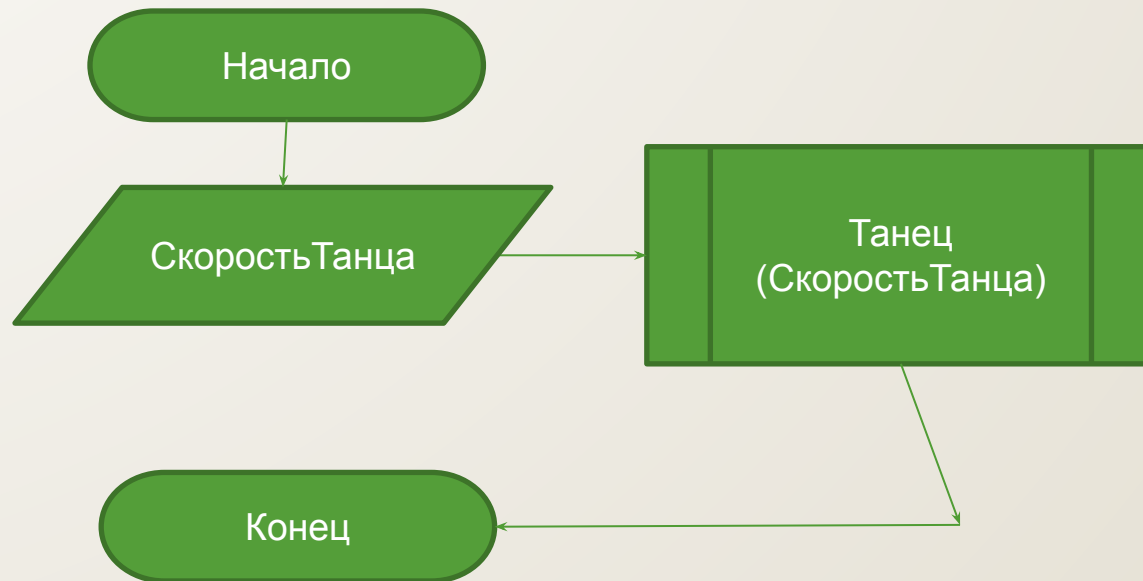 Начало
СкоростьТанца
Танец
(СкоростьТанца)
Конец